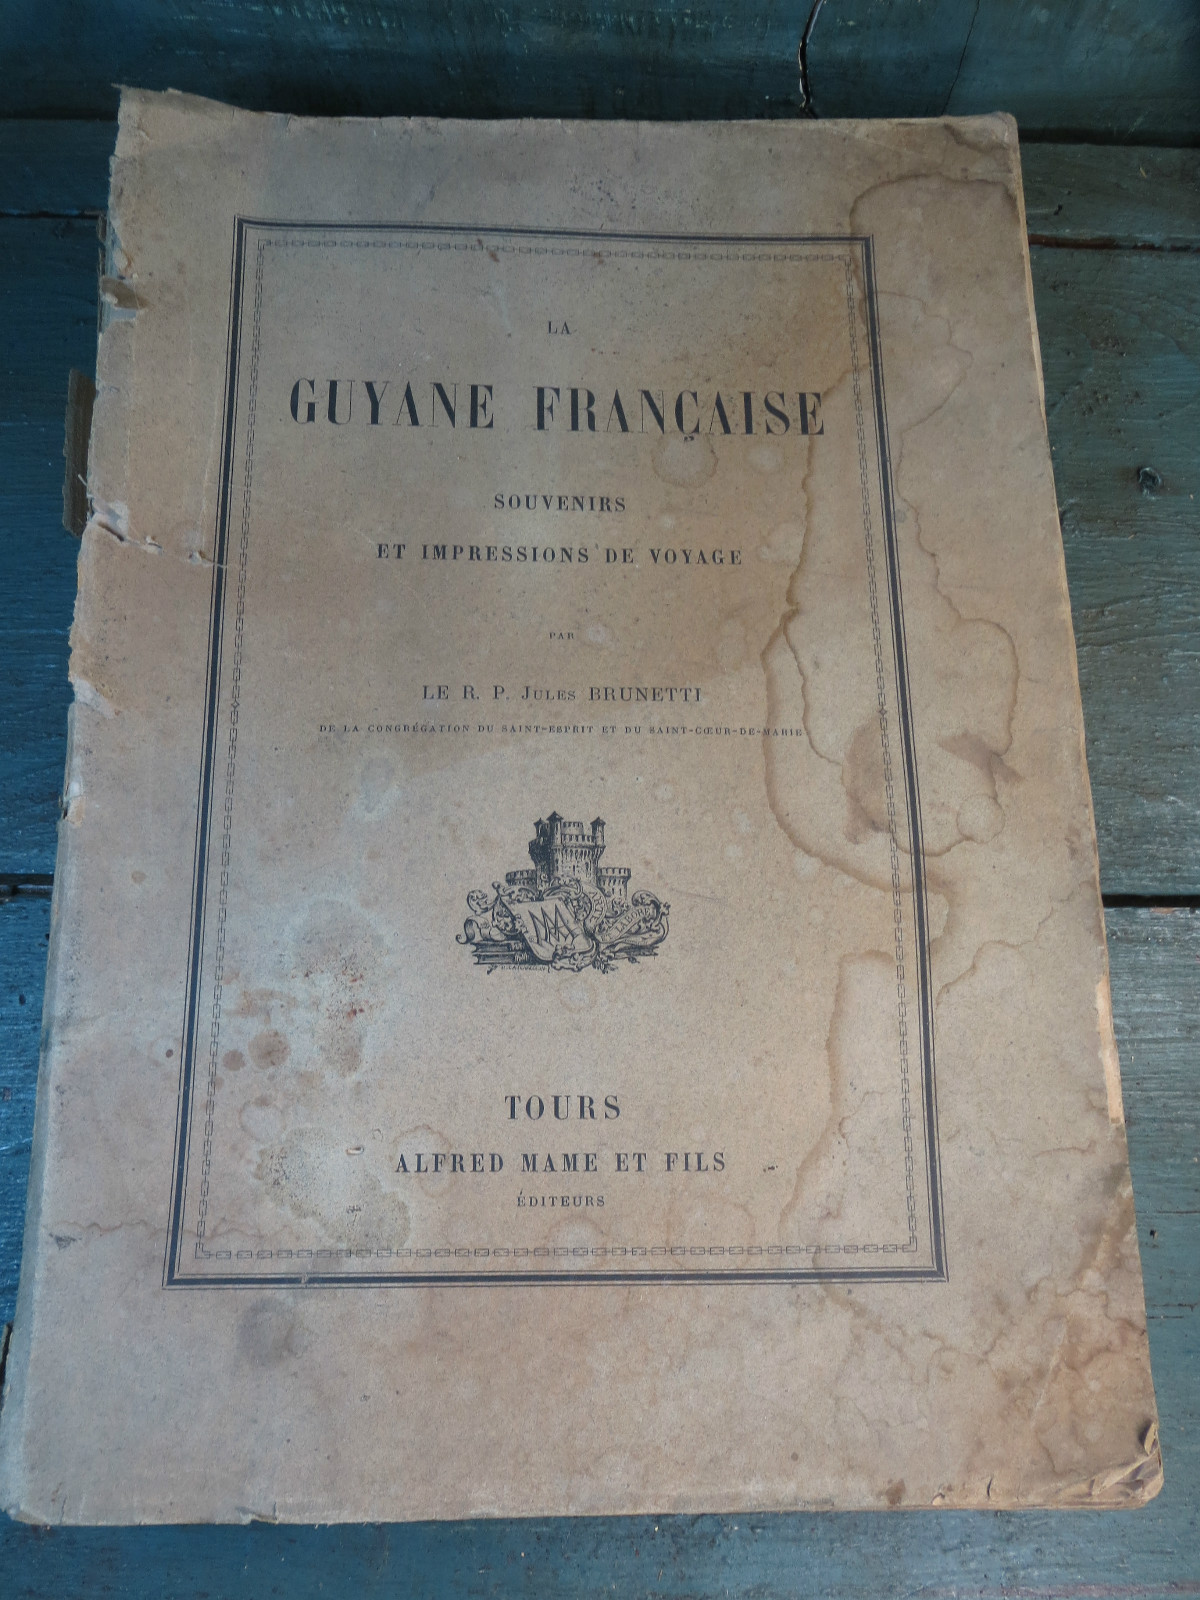 LA
GUYANE FRANÇAISE
SOUVENIRS
ET IMPRESSIONS DE VOYAGE
PAR
LE R. P. JULES BRUNETTI
DE LA CONGRÉGATION DU SAINT-ESPRIT ET DU SAINT-CŒUR-DE-MARIE
TOURS
ALFRED MAME ET FILS
ÉDITEURS